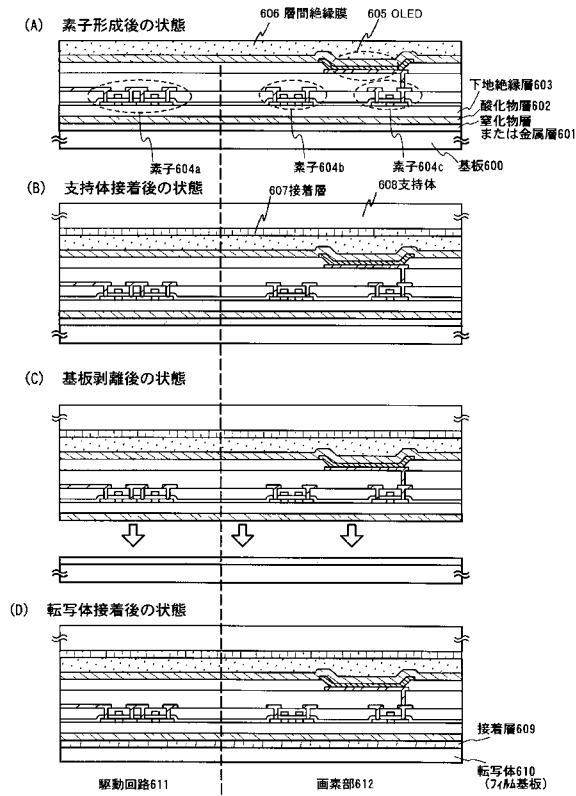 (A) 素子形成後の状態
606 層間絶縁膜
605 OLED
下地絶縁層603
酸化物層602
窒化物層
または金属層601
素子604a
素子604b
素子604c
基板600
(B) 支持体接着後の状態
607接着層
608支持体
(C) 基板剥離後の状態
(D) 転写体接着後の状態
接着層609
転写体610
(フィルム基板)
駆動回路611
画素部612